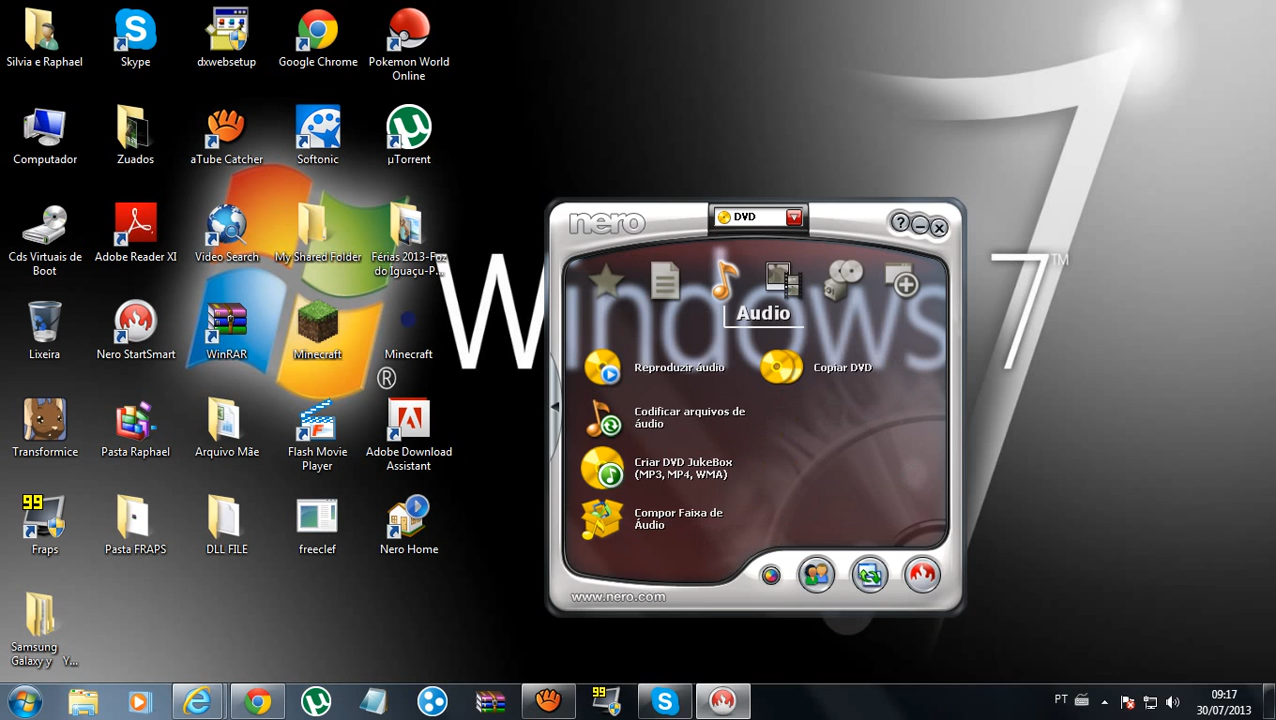 Silvia e Raphael
Skype
dxwebsetup
Google Chrome
Pokemon World
Online
Computador
Zuados
aTube Catcher
Softonic
µTorrent
Cds Virtuais de
Boot
Adobe Reader XI
Video Search
My Shared Folder
Férias 2013-Foz
do Iguaçu-P...
Lixeira
Nero StartSmart
WinRAR
Minecraft
Minecraft
Transformice
Pasta Raphael
Arquivo Mãe
Flash Movie
Player
Adobe Download
Assistant
99
Fraps
Pasta FRAPS
DLL FILE
freeclef
Nero Home
Samsung
Galaxy y Y...
Windows 7
7
TM
®
nero
DVD
?
Audio
Reproduzir áudio
Copiar DVD
Codificar arquivos de
áudio
Criar DVD JukeBox
(MP3, MP4, WMA)
Compor Faixa de
Áudio
www.nero.com
99
PT
09:17
30/07/2013